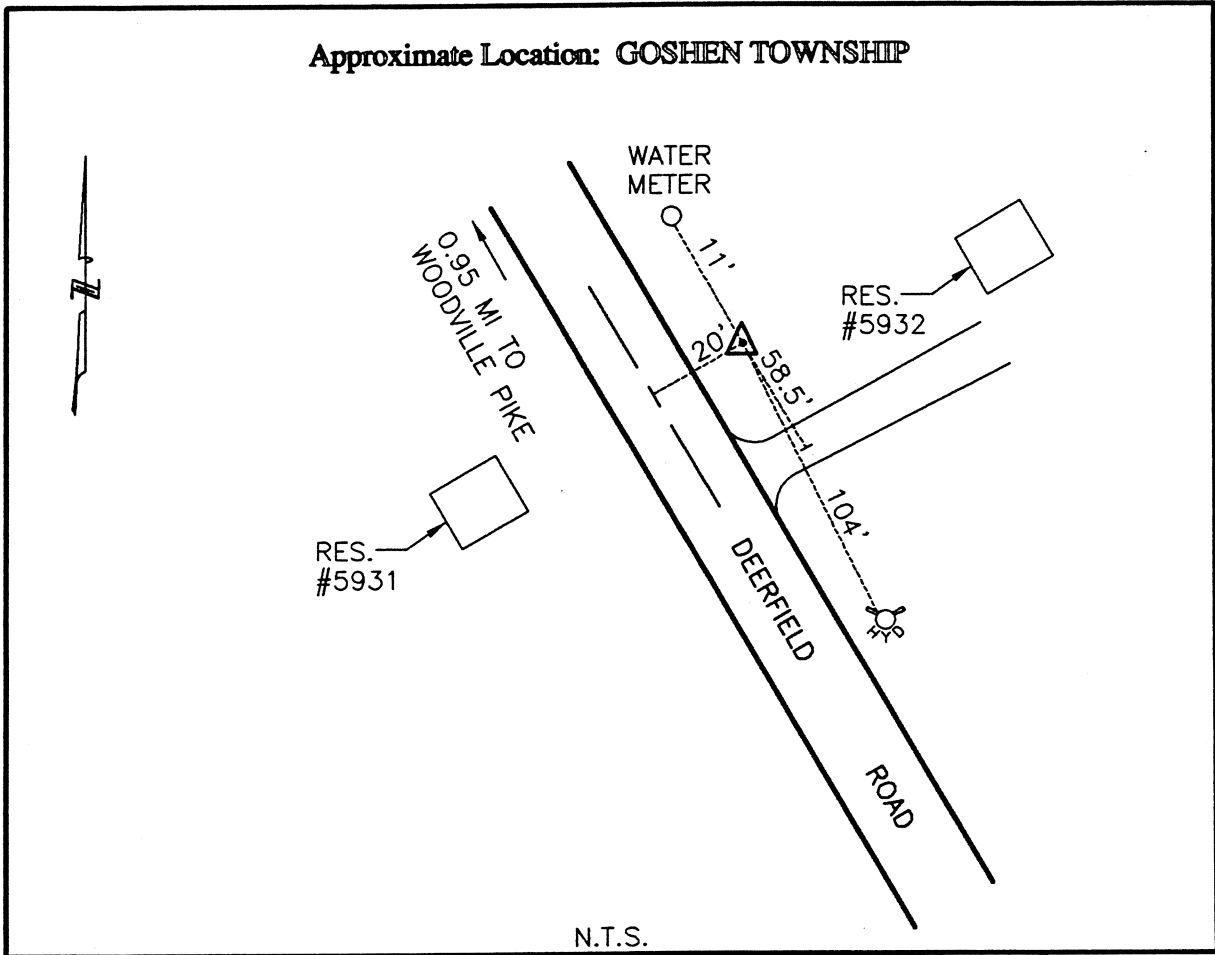 Approximate Location: GOSHEN TOWNSHIP
WATER
METER
11'
0.95 MI TO
WOODVILLE PIKE
RES.
#5932
20'
58.5'
N
104'
RES.
#5931
DEERFIELD
ROAD
HYD
N.T.S.